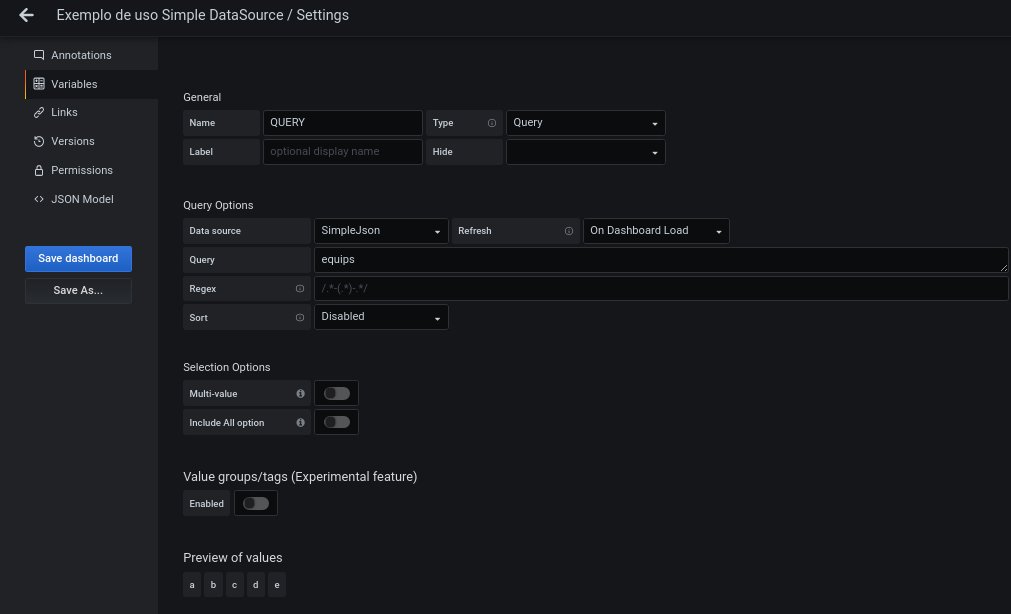 Exemplo de uso Simple DataSource / Settings
Annotations
Variables
Links
Versions
Permissions
JSON Model
Save dashboard
Save As...
General
Name QUERY Type Query
Label optional display name Hide
Query Options
Data source SimpleJson Refresh On Dashboard Load
Query equips
Regex /.*-(.*)-.*/
Sort Disabled
Selection Options
Multi-value
Include All option
Value groups/tags (Experimental feature)
Enabled
Preview of values
a b c d e